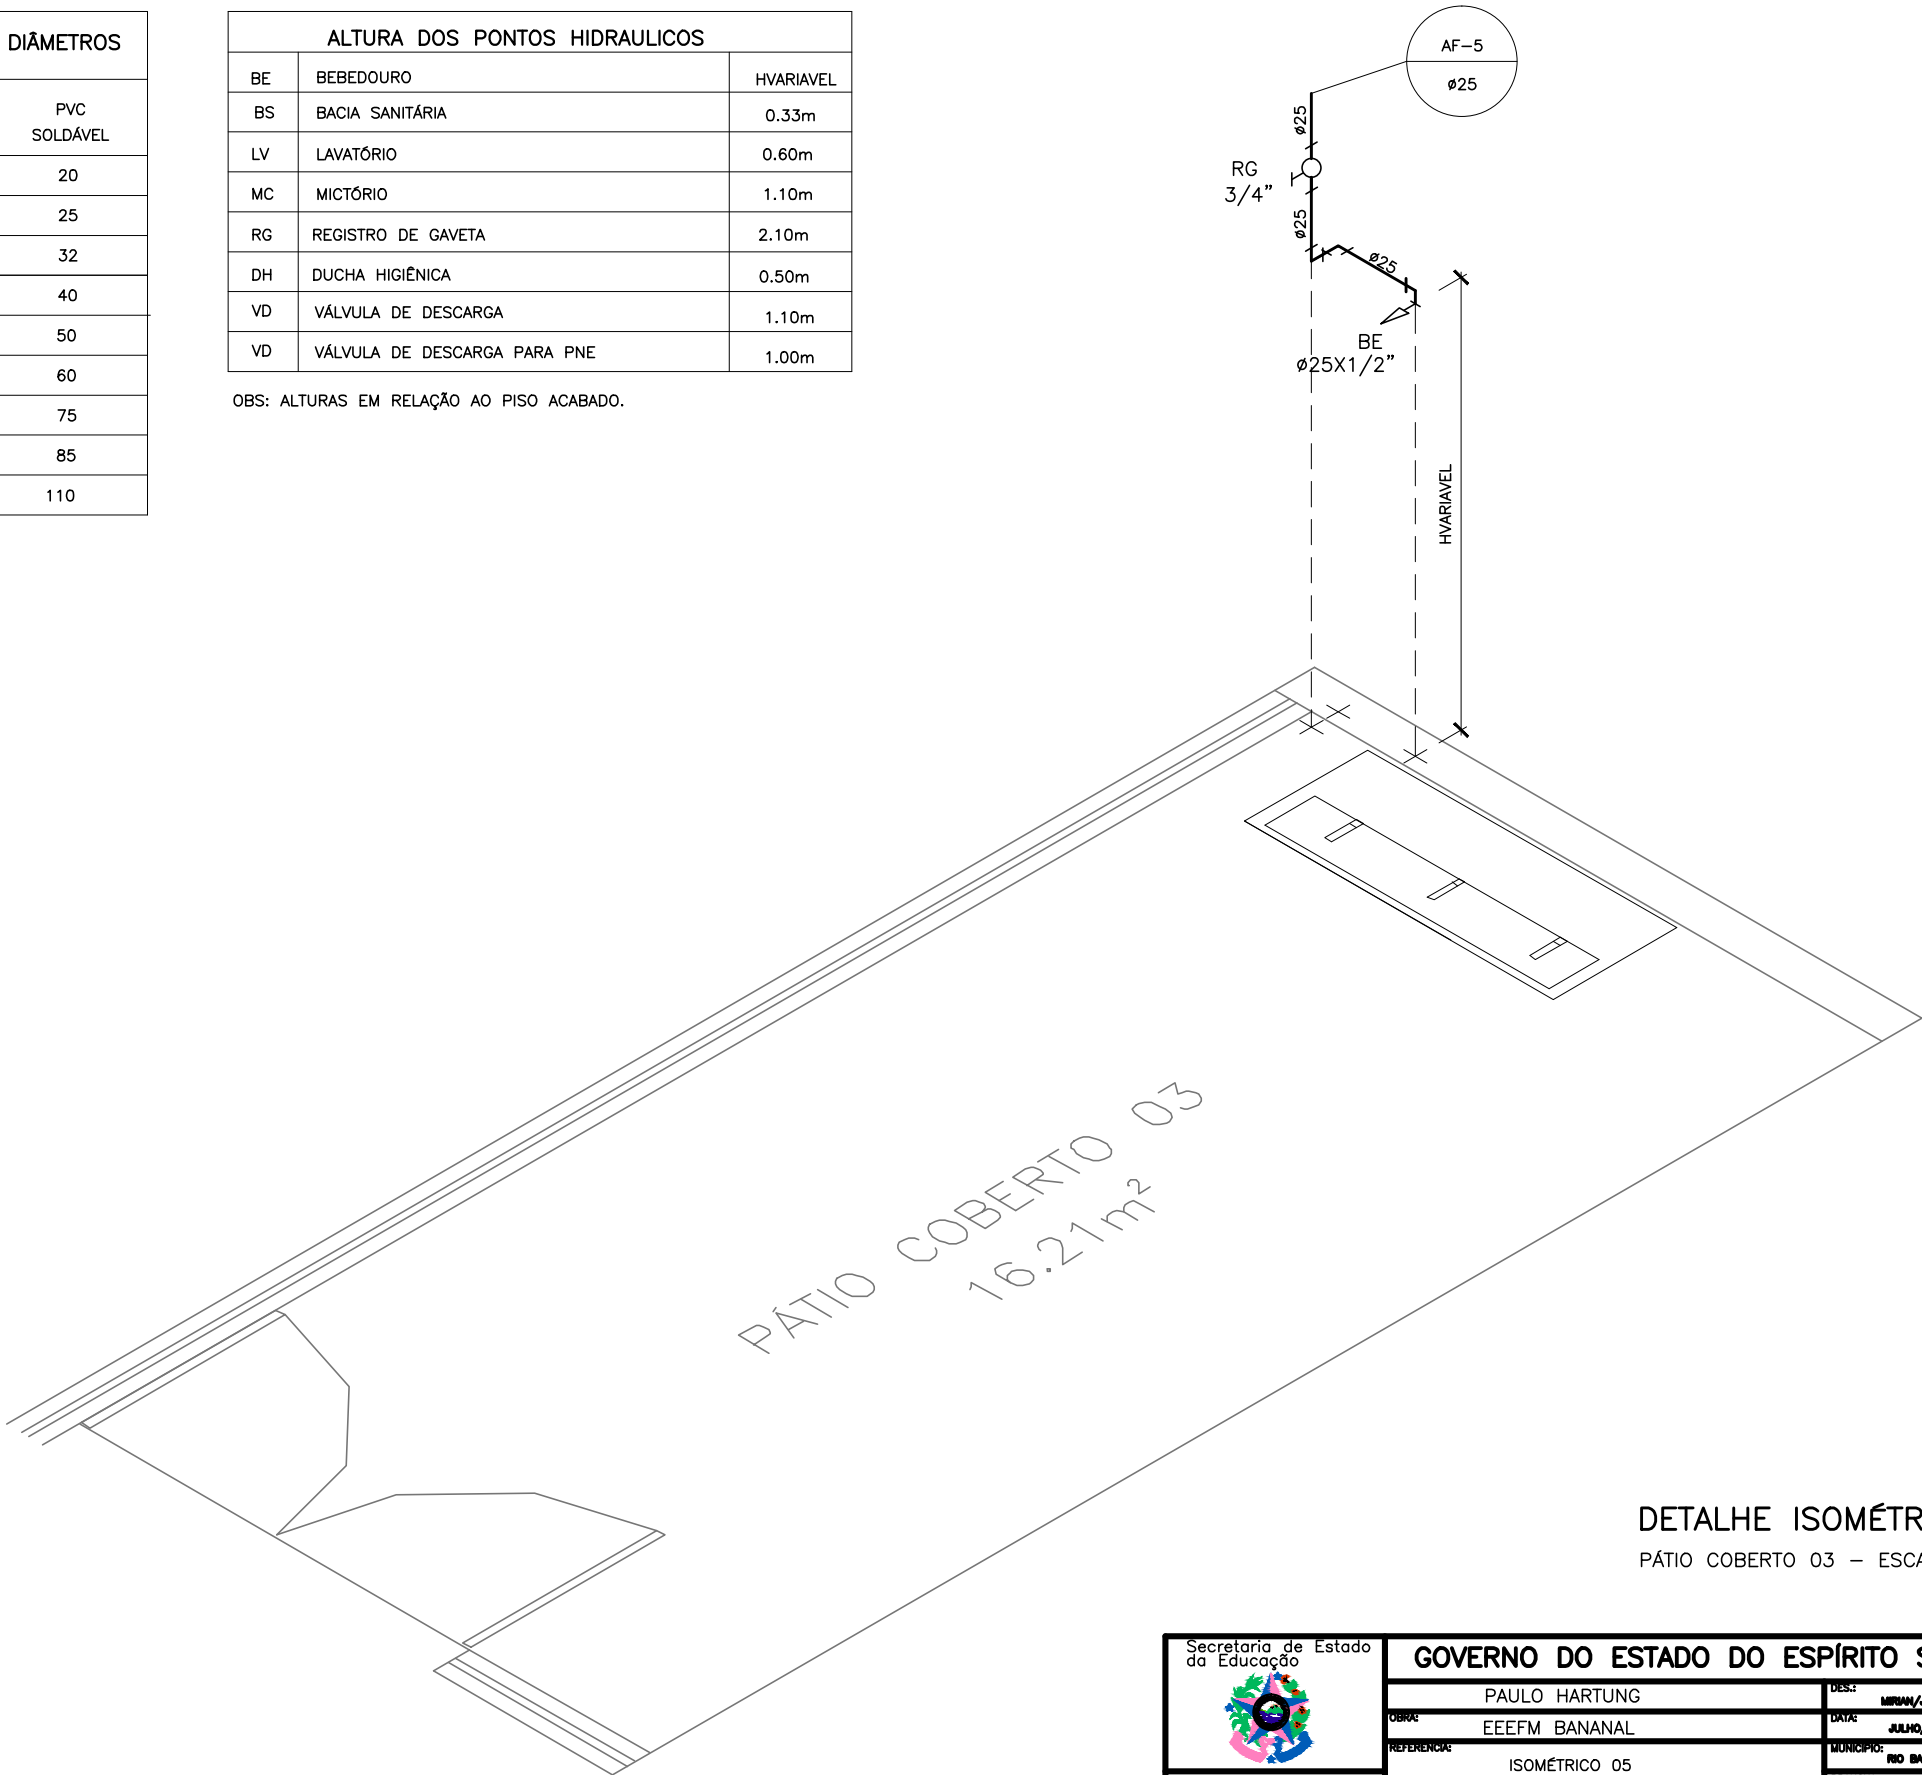 DIÂMETROS
PVC
SOLDÁVEL
20
25
32
40
50
60
75
85
110
ALTURA DOS PONTOS HIDRAULICOS
BE BEBEDOURO HVARIAVEL
BS BACIA SANITÁRIA 0.33m
LV LAVATÓRIO 0.60m
MC MICTÓRIO 1.10m
RG REGISTRO DE GAVETA 2.10m
DH DUCHA HIGIÊNICA 0.50m
VD VÁLVULA DE DESCARGA 1.10m
VD VÁLVULA DE DESCARGA PARA PNE 1.00m
OBS: ALTURAS EM RELAÇÃO AO PISO ACABADO.
AF-5
ø25
ø25
RG
3/4"
ø25
ø25
BE
ø25X1/2"
HVARIAVEL
PÁTIO COBERTO 03
16.21m²
DETALHE ISOMÉTR
PÁTIO COBERTO 03 – ESCA
Secretaria de Estado
da Educação
GOVERNO DO ESTADO DO ESPÍRITO S
PAULO HARTUNG
DES.:
MIRIAN/J
OBRA:
EEEFM BANANAL
DATA:
JULHO/
REFERENCIA:
ISOMÉTRICO 05
MUNICIPIO:
RIO BA